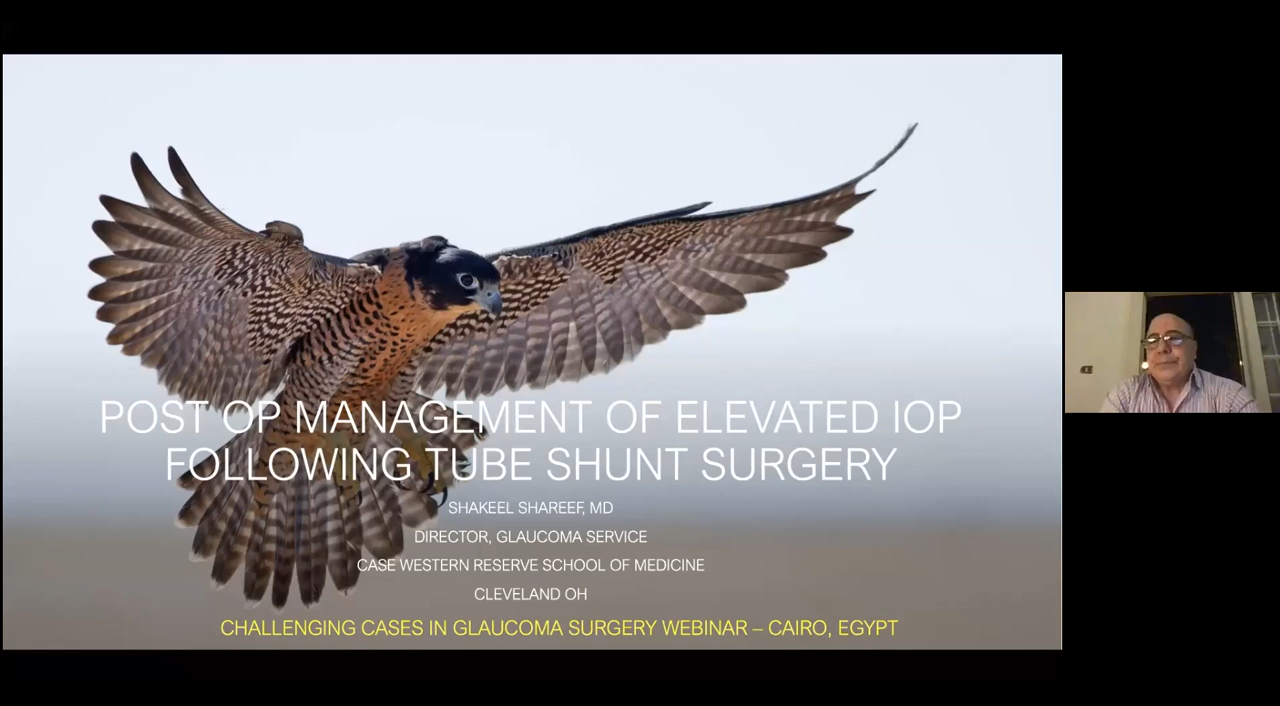 POST OP MANAGEMENT OF ELEVATED IOP
FOLLOWING TUBE SHUNT SURGERY
SHAKEEL SHAREEF, MD
DIRECTOR, GLAUCOMA SERVICE
CASE WESTERN RESERVE SCHOOL OF MEDICINE
CLEVELAND OH
CHALLENGING CASES IN GLAUCOMA SURGERY WEBINAR – CAIRO, EGYPT